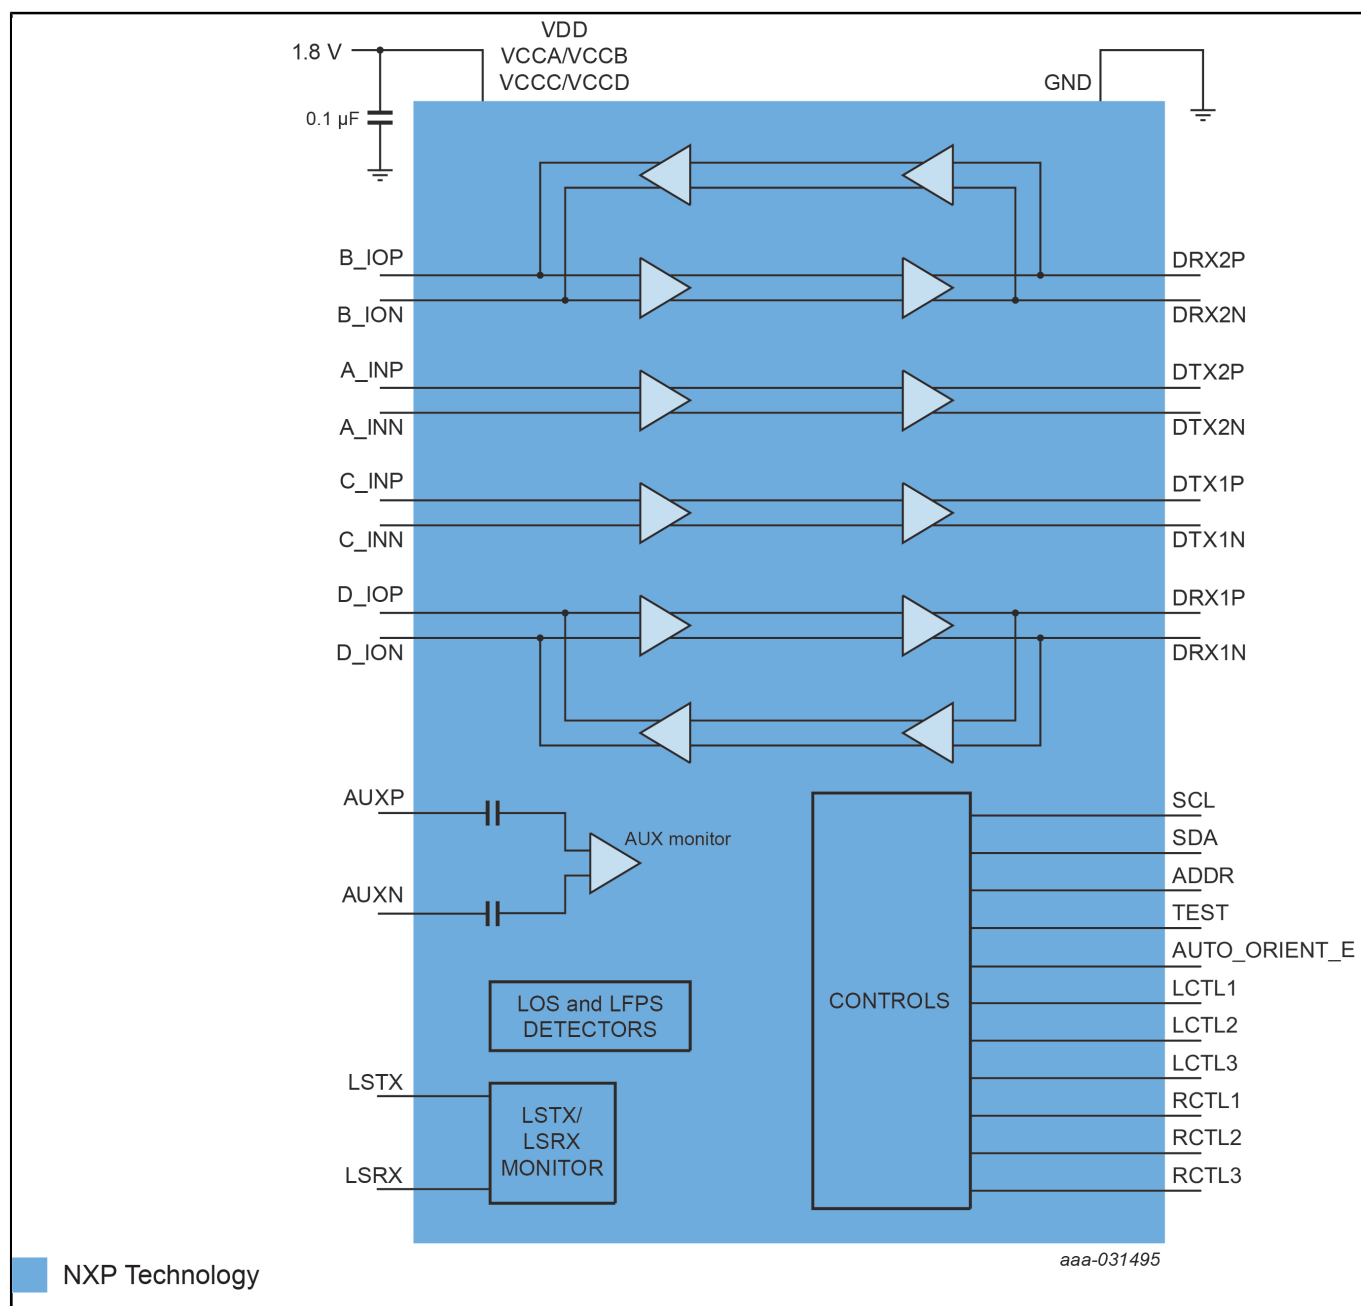 VDD
1.8 V
VCCA/VCCB
VCCC/VCCD
GND
0.1 µF
B_IOP
DRX2P
B_ION
DRX2N
A_INP
DTX2P
A_INN
DTX2N
C_INP
DTX1P
C_INN
DTX1N
D_IOP
DRX1P
D_ION
DRX1N
AUXP
SCL
AUX monitor
SDA
ADDR
AUXN
TEST
AUTO_ORIENT_E
LOS and LFPS
DETECTORS
CONTROLS
LCTL1
LCTL2
LCTL3
LSTX
LSTX/
LSRX
MONITOR
RCTL1
RCTL2
LSRX
RCTL3
aaa-031495
NXP Technology